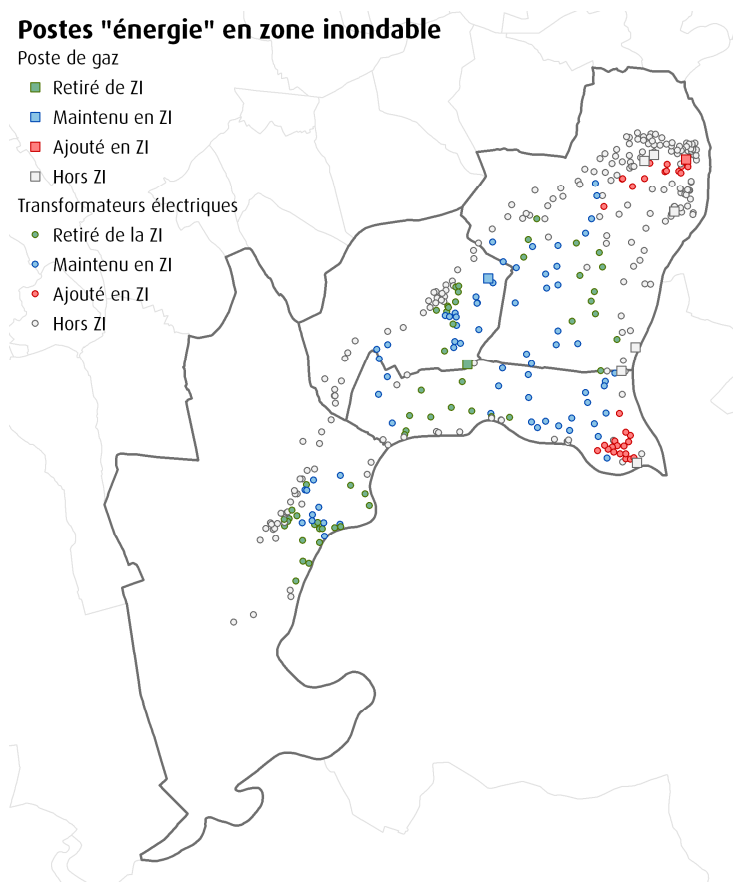 Postes "énergie" en zone inondable
Poste de gaz
Retiré de ZI
Maintenu en ZI
Ajouté en ZI
Hors ZI
Transformateurs électriques
Retiré de la ZI
Maintenu en ZI
Ajouté en ZI
Hors ZI